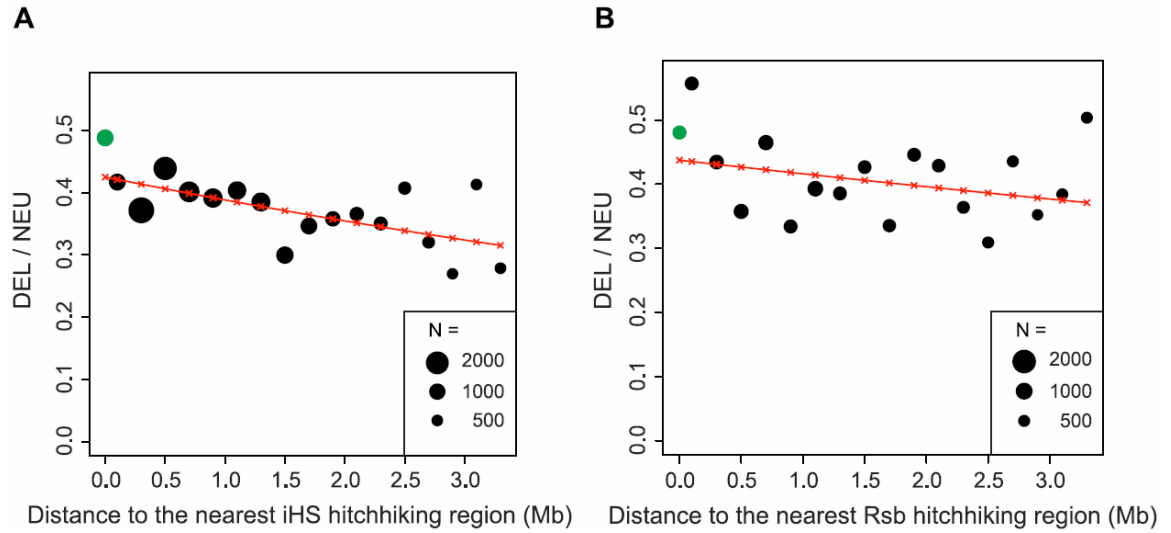 A
DEL / NEU
0.5
0.4
0.3
0.2
0.1
0.0
N =
2000
1000
500
0.0 0.5 1.0 1.5 2.0 2.5 3.0
Distance to the nearest iHS hitchhiking region (Mb)
B
DEL / NEU
0.5
0.4
0.3
0.2
0.1
0.0
N =
2000
1000
500
0.0 0.5 1.0 1.5 2.0 2.5 3.0
Distance to the nearest Rsb hitchhiking region (Mb)